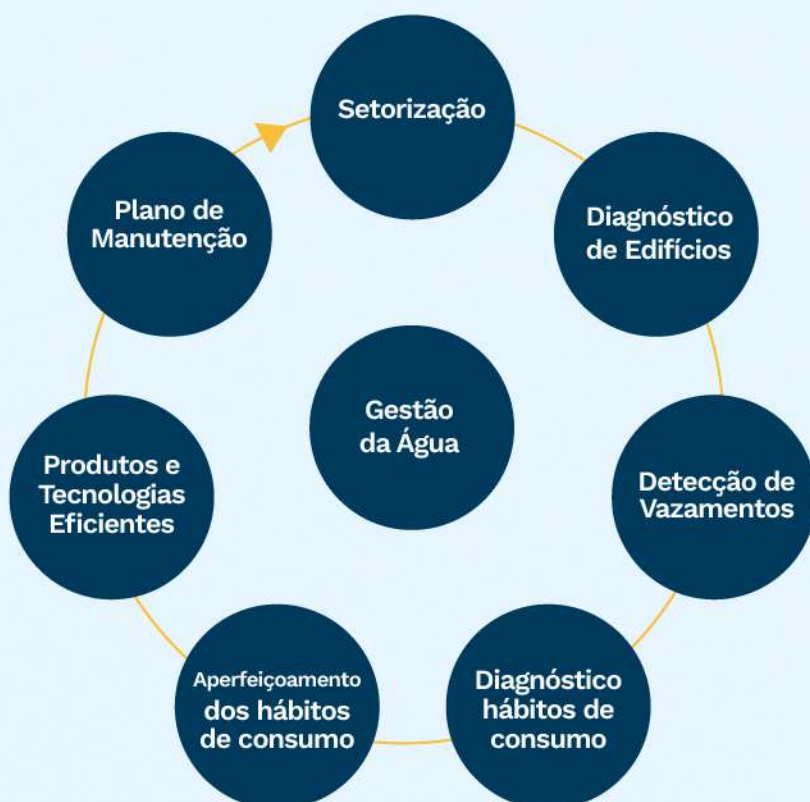 Setorização
Diagnóstico
de Edifícios
Detecção de
Vazamentos
Diagnóstico
hábitos de
consumo
Aperfeiçoamento
dos hábitos
de consumo
Produtos e
Tecnologias
Eficientes
Plano de
Manutenção
Gestão
da Água